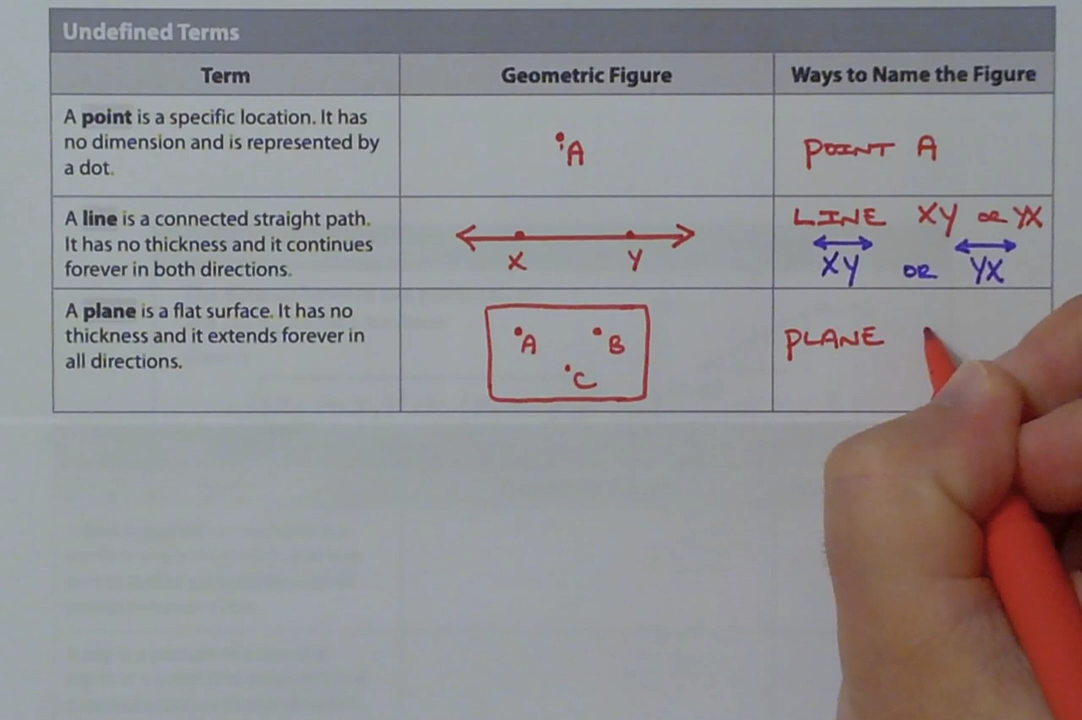 Undefined Terms
Term
Geometric Figure
Ways to Name the Figure
A point is a specific location. It has
no dimension and is represented by
a dot.
A
POINT A
A line is a connected straight path.
It has no thickness and it continues
forever in both directions.
X Y
LINE XY OR YX
XY OR YX
A plane is a flat surface. It has no
thickness and it extends forever in
all directions.
A B
C
PLANE